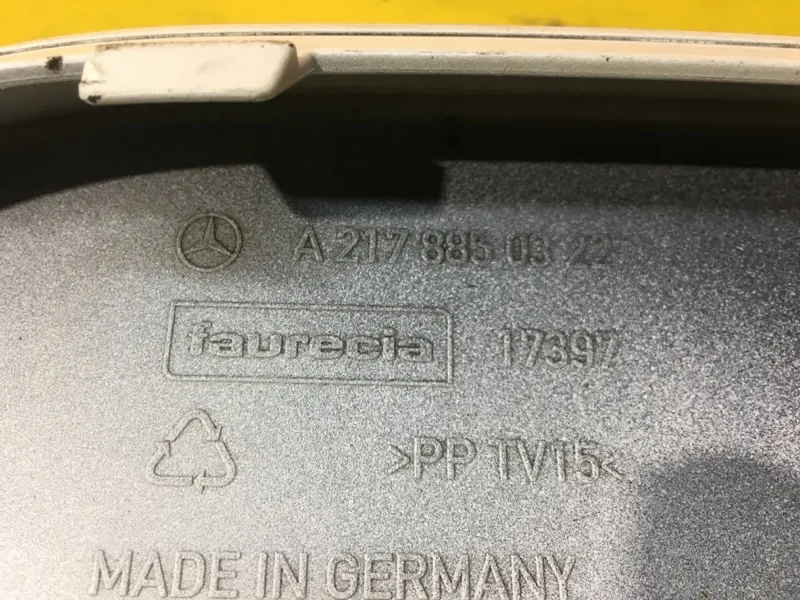 A 217 885 03 22
faurecia 17397
>PP TV15<
MADE IN GERMANY